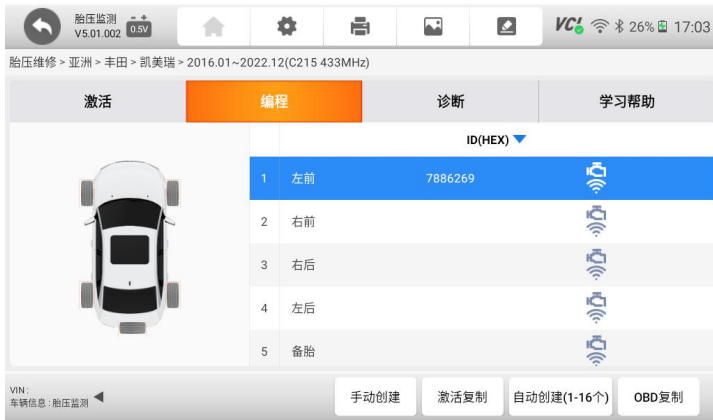 胎压监测 - +
V5.01.002 0.5V VCI 26% 17:03
胎压维修 > 亚洲 > 丰田 > 凯美瑞 > 2016.01~2022.12(C215 433MHz)
激活 编程 诊断 学习帮助
ID(HEX)
1 左前 7886269
2 右前
3 右后
4 左后
5 备胎
VIN:
车辆信息:胎压监测
手动创建 激活复制 自动创建(1-16个) OBD复制